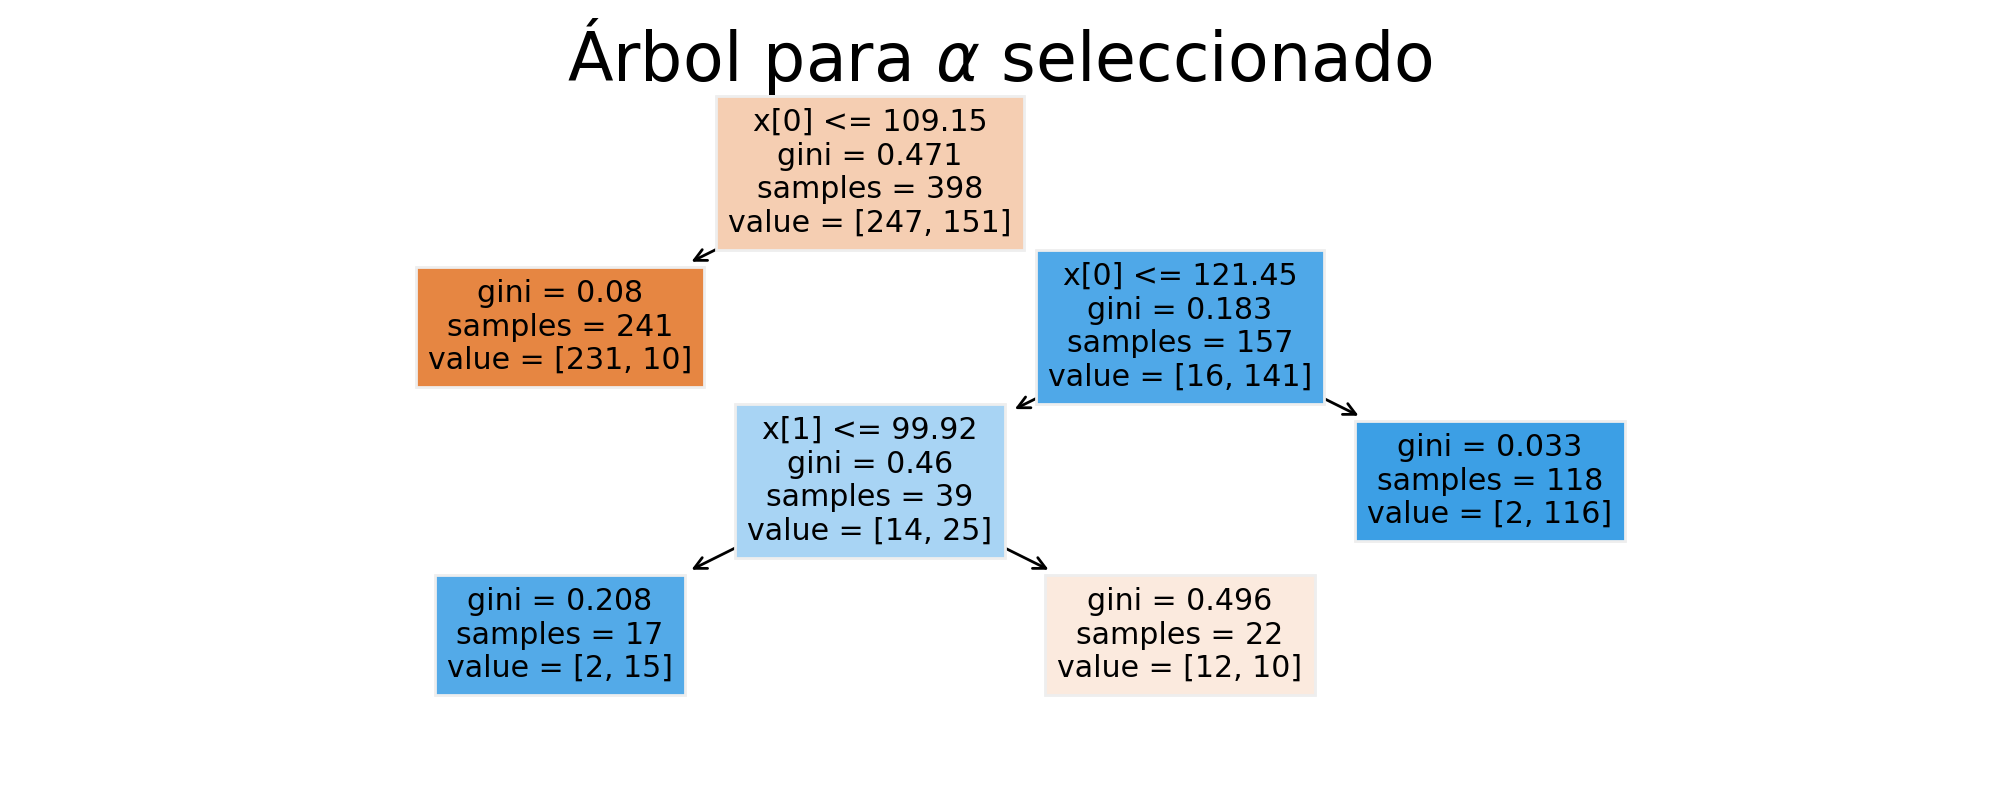 Árbol para α seleccionado
x[0] <= 109.15
gini = 0.471
samples = 398
value = [247, 151]
gini = 0.08
samples = 241
value = [231, 10]
x[0] <= 121.45
gini = 0.183
samples = 157
value = [16, 141]
x[1] <= 99.92
gini = 0.46
samples = 39
value = [14, 25]
gini = 0.033
samples = 118
value = [2, 116]
gini = 0.208
samples = 17
value = [2, 15]
gini = 0.496
samples = 22
value = [12, 10]